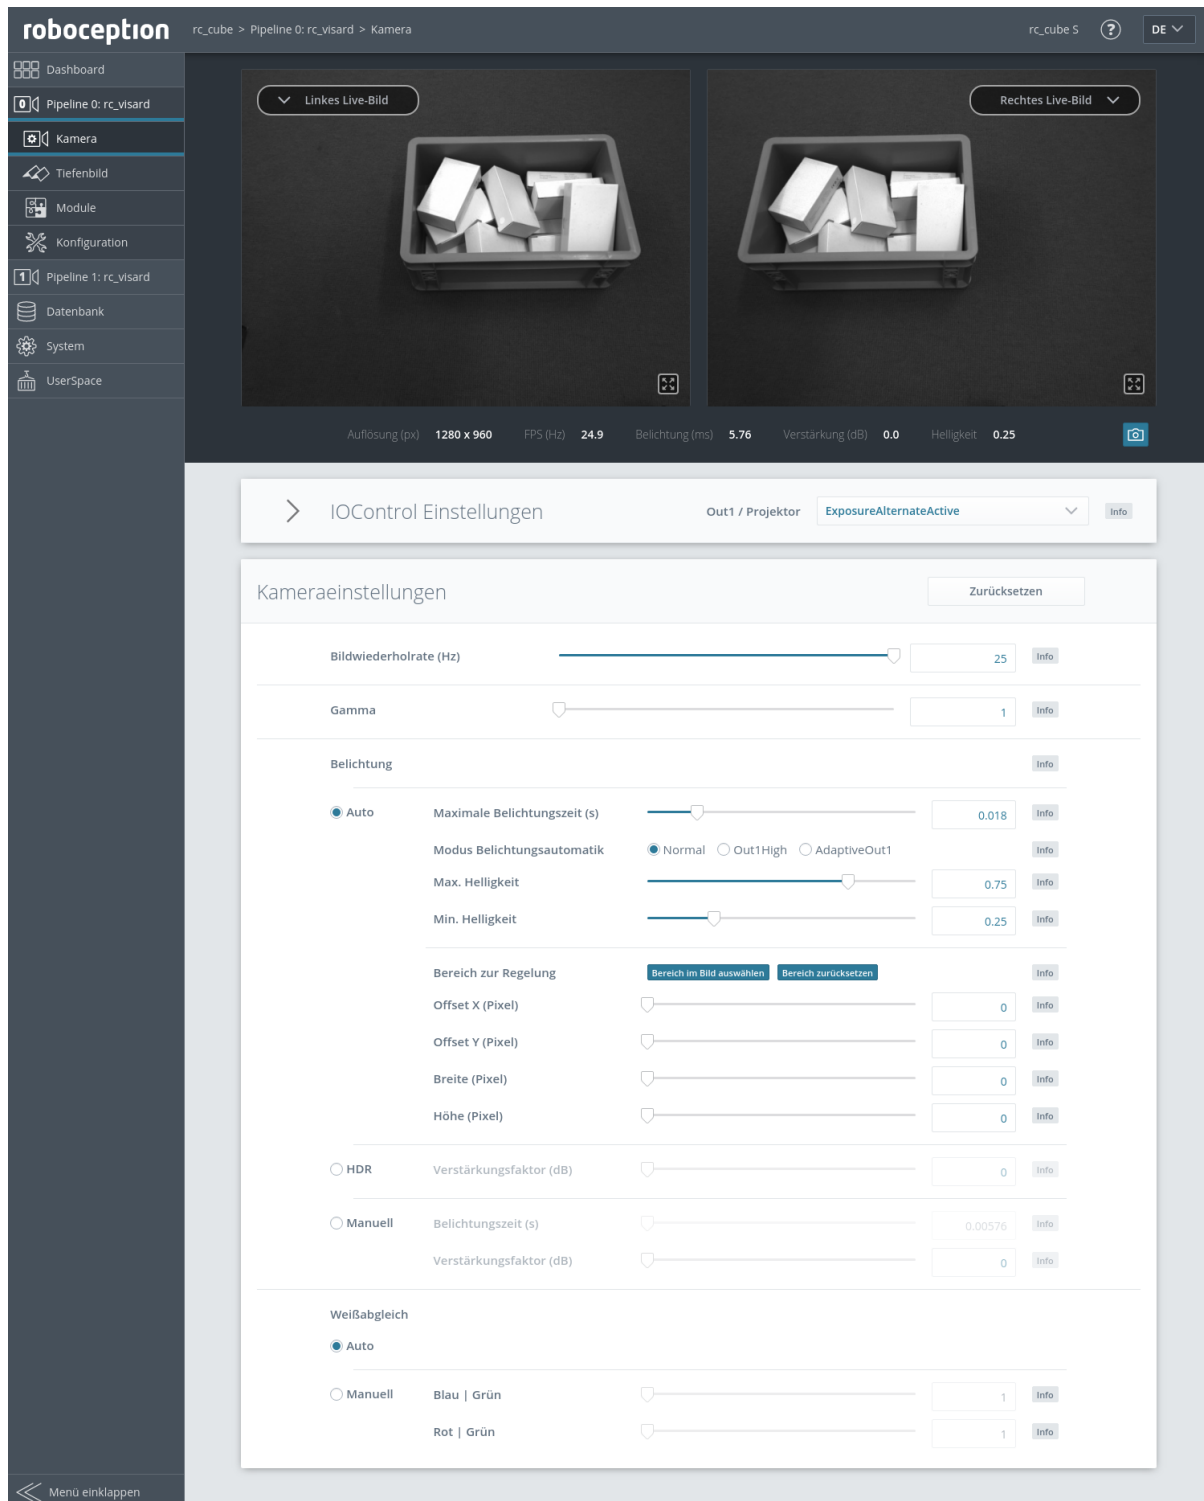 roboception
rc_cube > Pipeline 0: rc_visard > Kamera
rc_cube S
?
DE
Dashboard
0 Pipeline 0: rc_visard
Kamera
Tiefenbild
Module
Konfiguration
1 Pipeline 1: rc_visard
Datenbank
System
UserSpace
Menü einklappen
Linkes Live-Bild
Rechtes Live-Bild
Auflösung (px) 1280 x 960 FPS (Hz) 24.9 Belichtung (ms) 5.76 Verstärkung (dB) 0.0 Helligkeit 0.25
IOControl Einstellungen Out1 / Projektor ExposureAlternateActive Info
Kameraeinstellungen Zurücksetzen
Bildwiederholrate (Hz) 25 Info
Gamma 1 Info
Belichtung Info
Auto Maximale Belichtungszeit (s) 0.018 Info
Modus Belichtungsautomatik Normal Out1High AdaptiveOut1 Info
Max. Helligkeit 0.75 Info
Min. Helligkeit 0.25 Info
Bereich zur Regelung Bereich im Bild auswählen Bereich zurücksetzen Info
Offset X (Pixel) 0 Info
Offset Y (Pixel) 0 Info
Breite (Pixel) 0 Info
Höhe (Pixel) 0 Info
HDR Verstärkungsfaktor (dB) 0 Info
Manuell Belichtungszeit (s) 0.00576 Info
Verstärkungsfaktor (dB) 0 Info
Weißabgleich
Auto
Manuell Blau | Grün 1 Info
Rot | Grün 1 Info